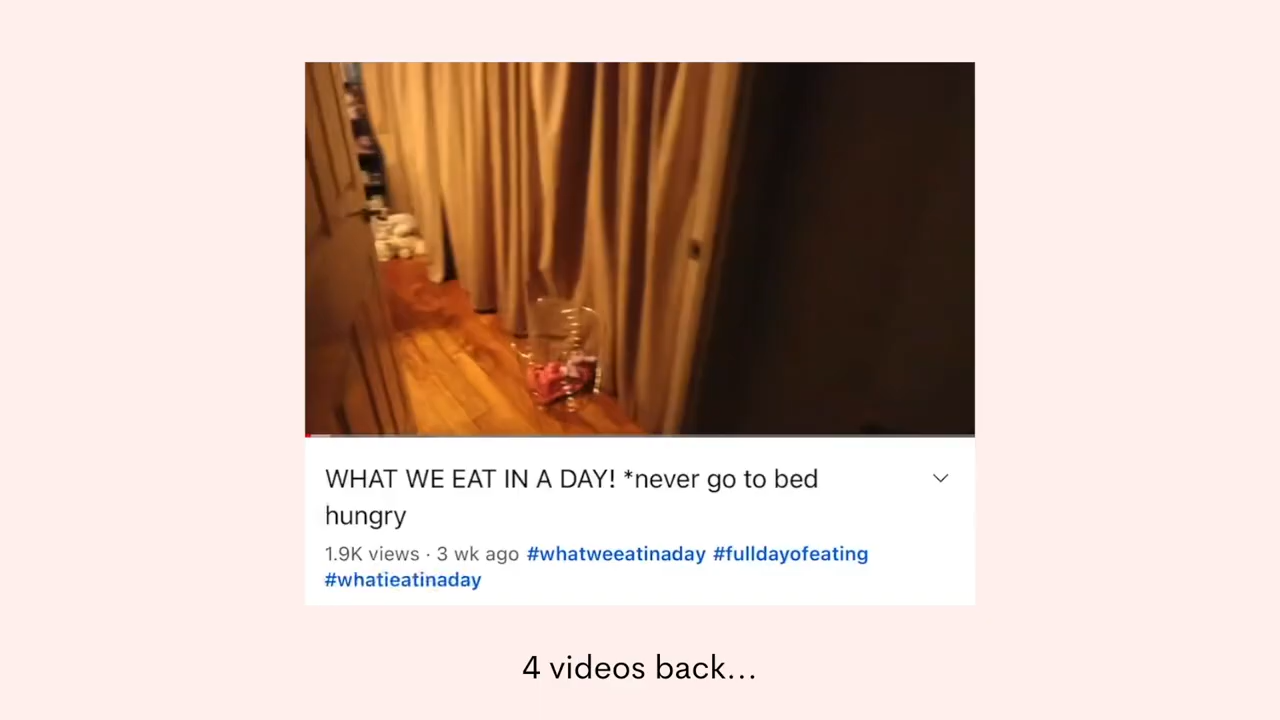 WHAT WE EAT IN A DAY! *never go to bed
hungry
1.9K views · 3 wk ago #whatweeatinaday #fulldayofeating
#whatieatinaday
4 videos back...